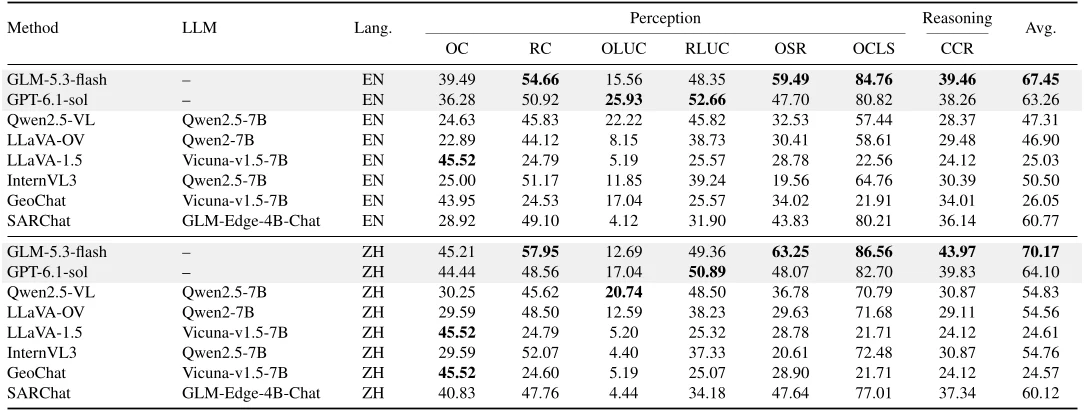 Method LLM Lang. Perception Reasoning Avg.
OC RC OLUC RLUC OSR OCLS CCR
GLM-5.3-flash – EN 39.49 54.66 15.56 48.35 59.49 84.76 39.46 67.45
GPT-6.1-sol – EN 36.28 50.92 25.93 52.66 47.70 80.82 38.26 63.26
Qwen2.5-VL Qwen2.5-7B EN 24.63 45.83 22.22 45.82 32.53 57.44 28.37 47.31
LLaVA-OV Qwen2-7B EN 22.89 44.12 8.15 38.73 30.41 58.61 29.48 46.90
LLaVA-1.5 Vicuna-v1.5-7B EN 45.52 24.79 5.19 25.57 28.78 22.56 24.12 25.03
InternVL3 Qwen2.5-7B EN 25.00 51.17 11.85 39.24 19.56 64.76 30.39 50.50
GeoChat Vicuna-v1.5-7B EN 43.95 24.53 17.04 25.57 34.02 21.91 34.01 26.05
SARChat GLM-Edge-4B-Chat EN 28.92 49.10 4.12 31.90 43.83 80.21 36.14 60.77
GLM-5.3-flash – ZH 45.21 57.95 12.69 49.36 63.25 86.56 43.97 70.17
GPT-6.1-sol – ZH 44.44 48.56 17.04 50.89 48.07 82.70 39.83 64.10
Qwen2.5-VL Qwen2.5-7B ZH 30.25 45.62 20.74 48.50 36.78 70.79 30.87 54.83
LLaVA-OV Qwen2-7B ZH 29.59 48.50 12.59 38.23 29.63 71.68 29.11 54.56
LLaVA-1.5 Vicuna-v1.5-7B ZH 45.52 24.79 5.20 25.32 28.78 21.71 24.12 24.61
InternVL3 Qwen2.5-7B ZH 29.59 52.07 4.40 37.33 20.61 72.48 30.87 54.76
GeoChat Vicuna-v1.5-7B ZH 45.52 24.60 5.19 25.07 28.90 21.71 24.12 24.57
SARChat GLM-Edge-4B-Chat ZH 40.83 47.76 4.44 34.18 47.64 77.01 37.34 60.12